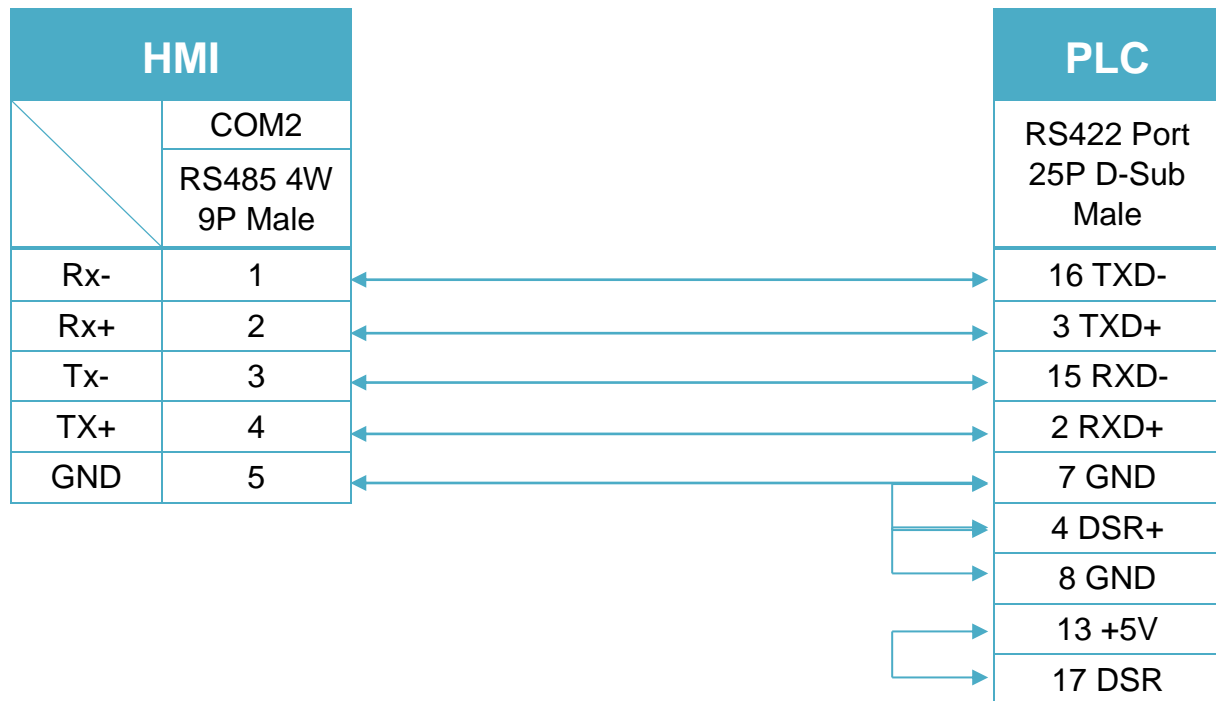 HMI
COM2
RS485 4W
9P Male
Rx- 1
Rx+ 2
Tx- 3
TX+ 4
GND 5
PLC
RS422 Port
25P D-Sub
Male
16 TXD-
3 TXD+
15 RXD-
2 RXD+
7 GND
4 DSR+
8 GND
13 +5V
17 DSR